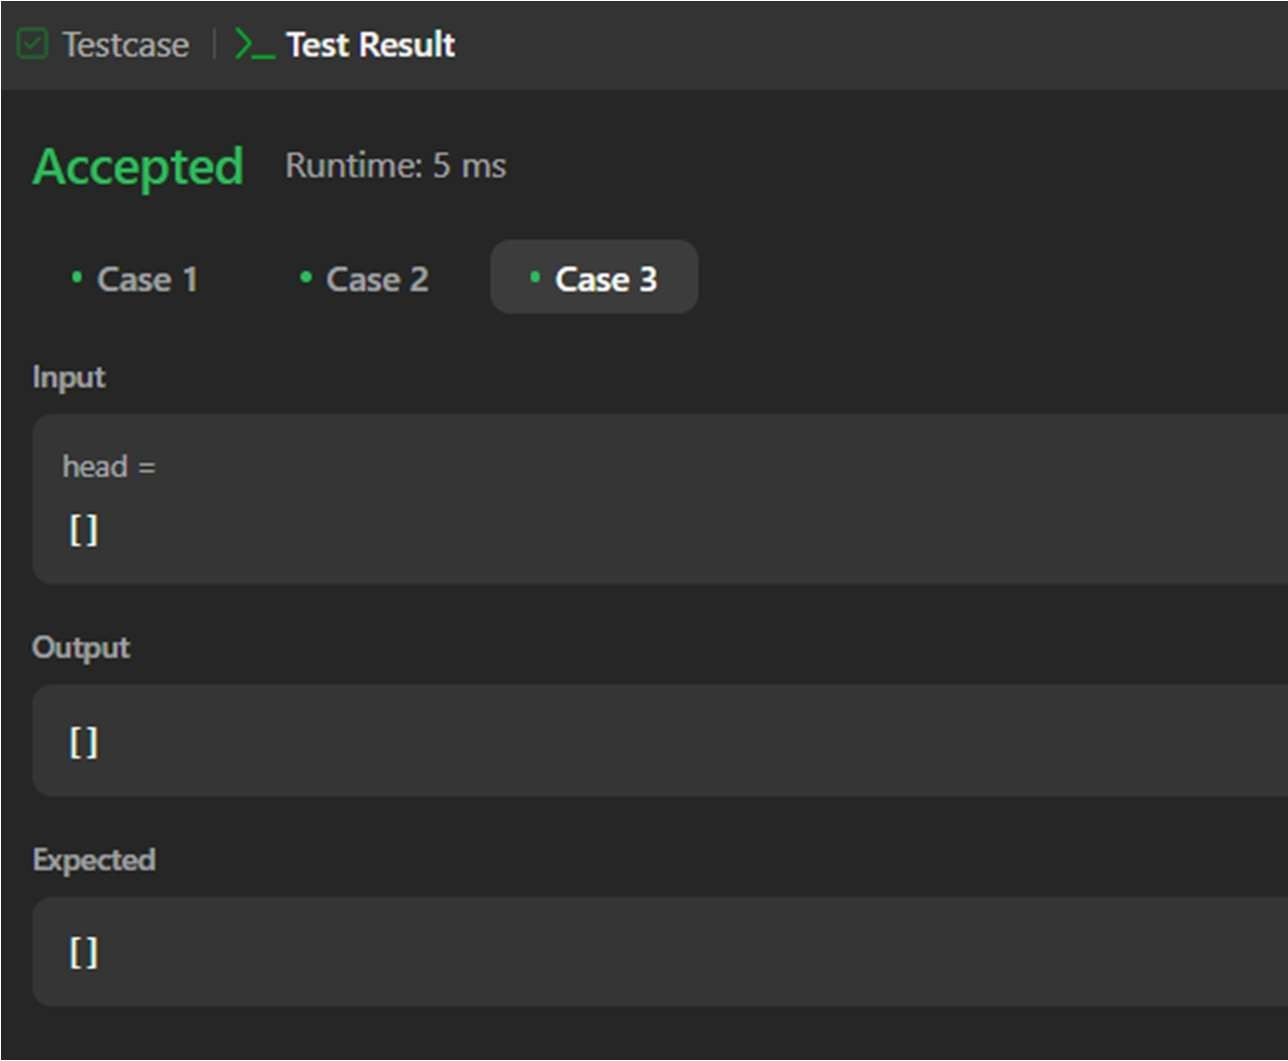 Testcase | >_ Test Result
Accepted Runtime: 5 ms
• Case 1 • Case 2 • Case 3
Input
head =
[]
Output
[]
Expected
[]